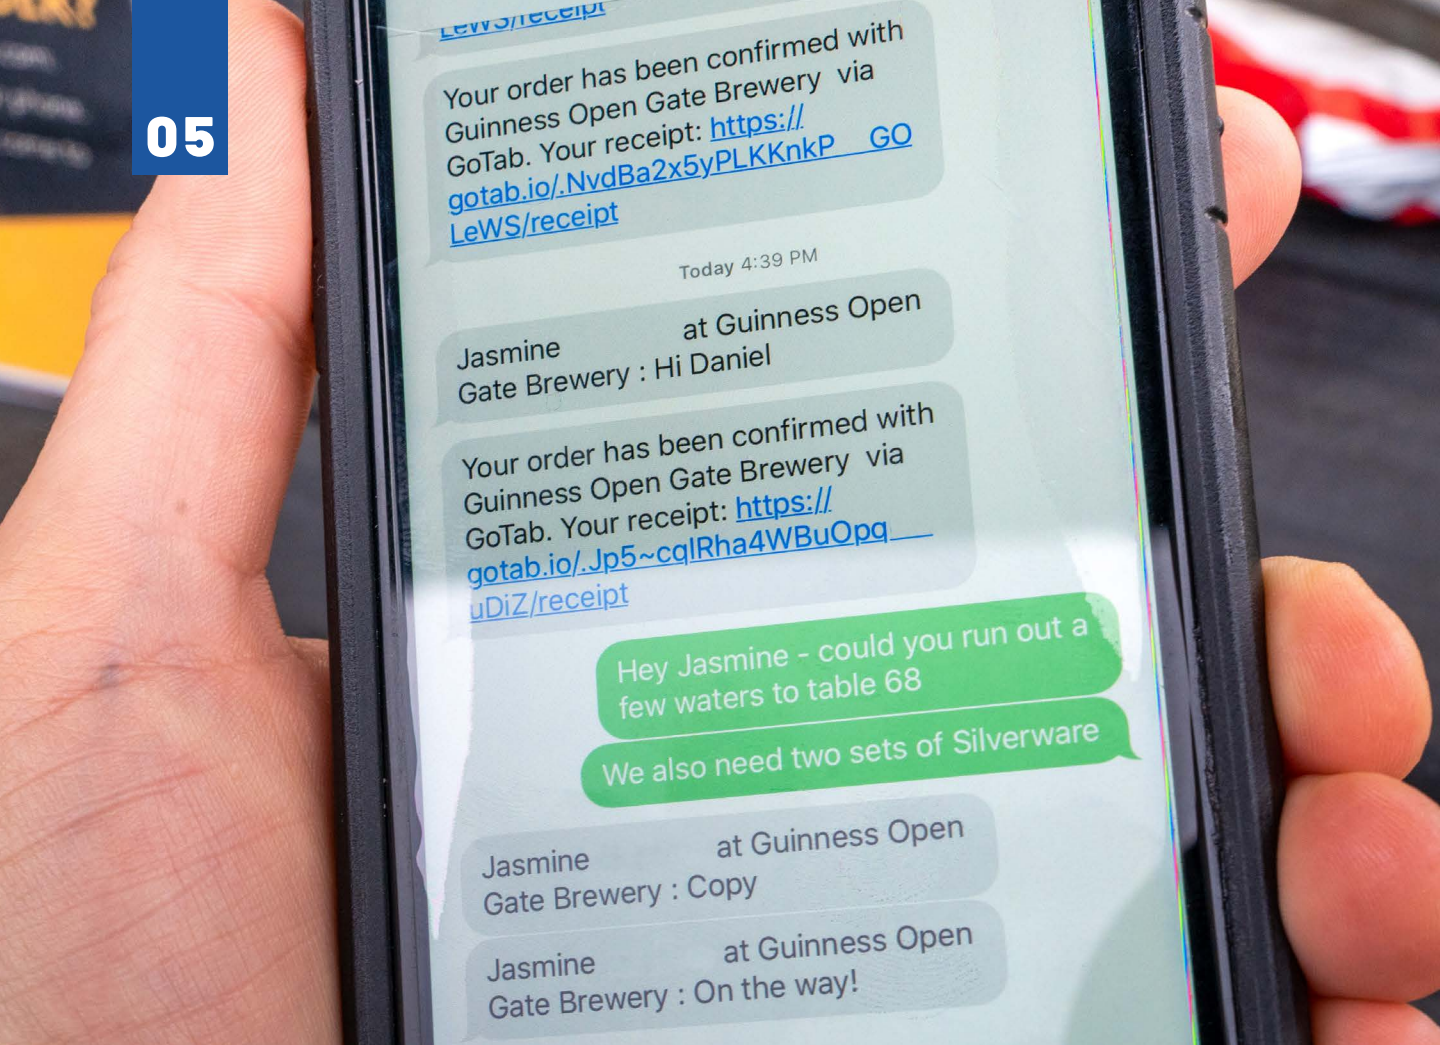 05
LeWS/receipt
Your order has been confirmed with
Guinness Open Gate Brewery via
GoTab. Your receipt: https://
gotab.io/.NvdBa2x5yPLKKnkP__GO
LeWS/receipt
Today 4:39 PM
Jasmine at Guinness Open
Gate Brewery : Hi Daniel
Your order has been confirmed with
Guinness Open Gate Brewery via
GoTab. Your receipt: https://
gotab.io/.Jp5~cqlRha4WBuOpq___
uDiZ/receipt
Hey Jasmine - could you run out a
few waters to table 68
We also need two sets of Silverware
Jasmine at Guinness Open
Gate Brewery : Copy
Jasmine at Guinness Open
Gate Brewery : On the way!